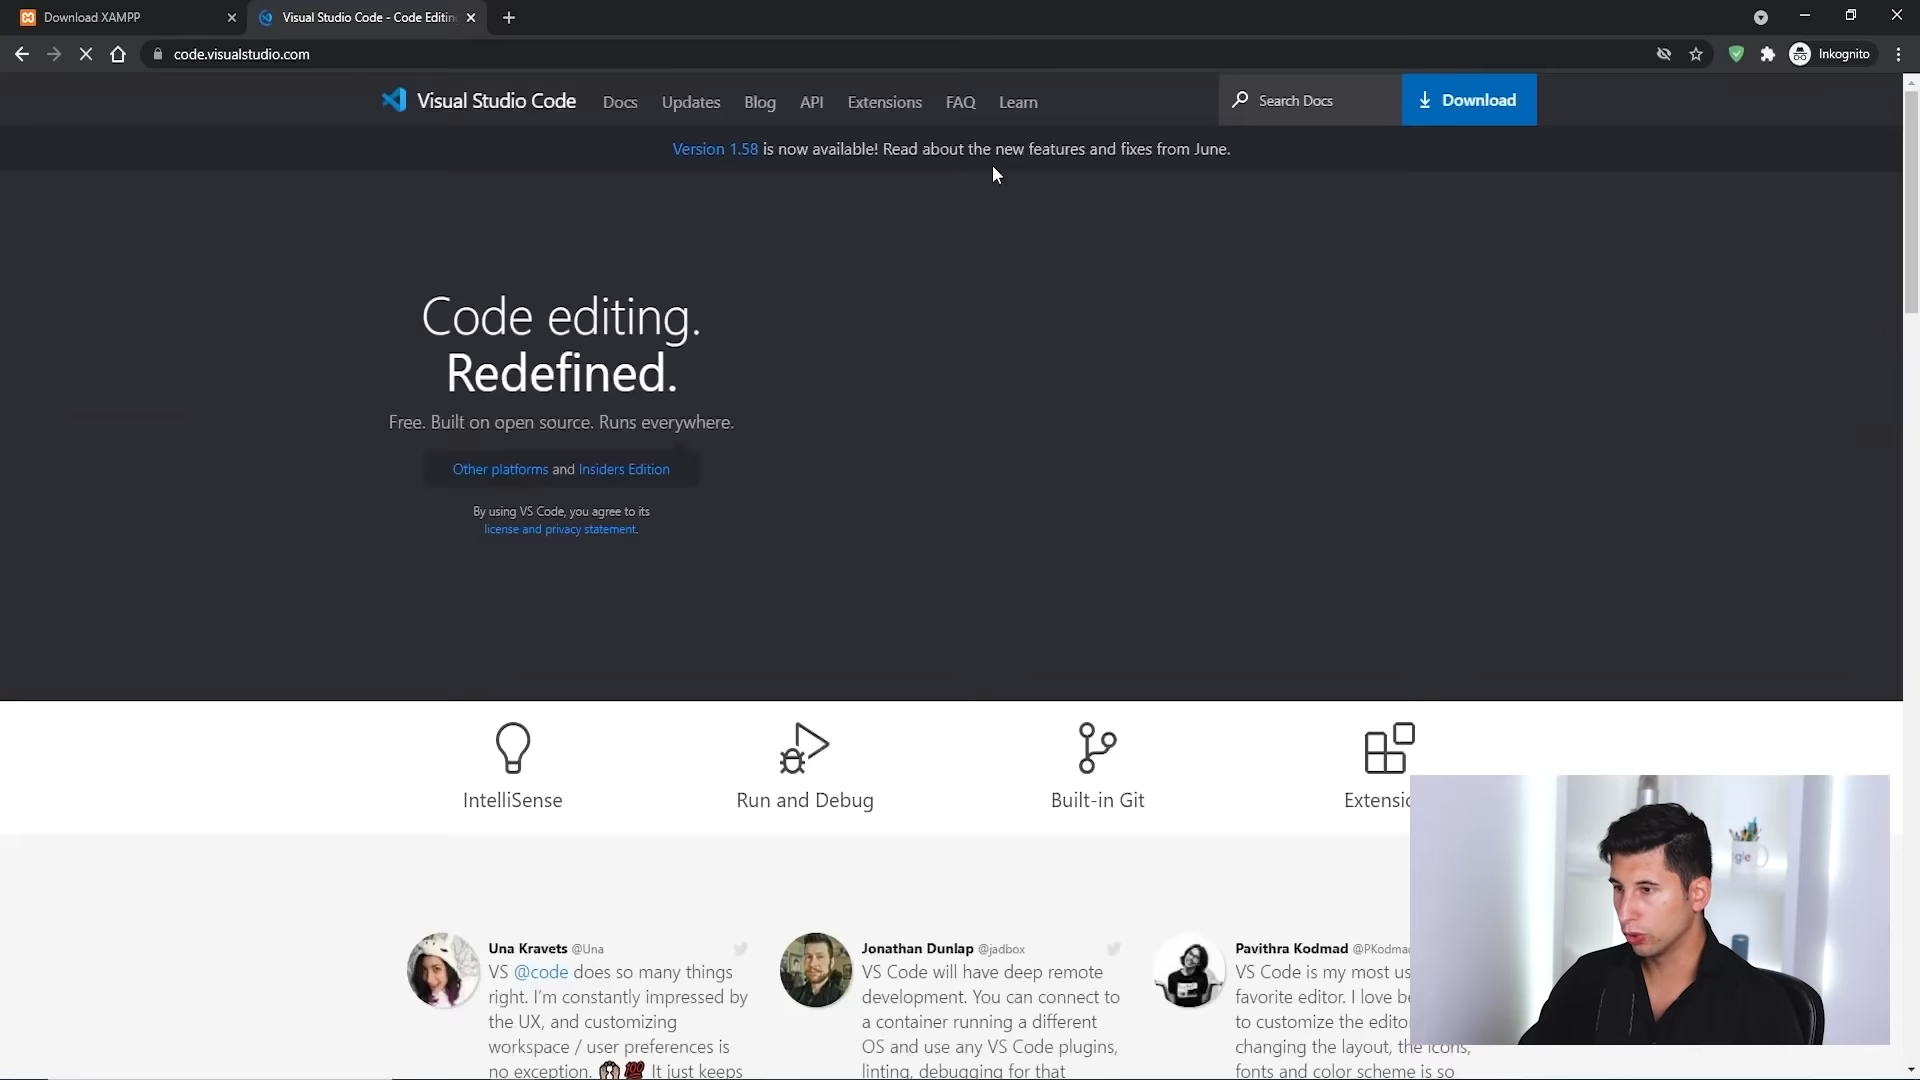 Download XAMPP
Visual Studio Code - Code Editin
code.visualstudio.com
Inkognito
Visual Studio Code
Docs
Updates
Blog
API
Extensions
FAQ
Learn
Search Docs
Download
Version 1.58 is now available! Read about the new features and fixes from June.
Code editing.
Redefined.
Free. Built on open source. Runs everywhere.
Other platforms and Insiders Edition
By using VS Code, you agree to its
license and privacy statement.
IntelliSense
Run and Debug
Built-in Git
Extensio
Una Kravets @Una
VS @code does so many things
right. I'm constantly impressed by
the UX, and customizing
workspace / user preferences is
no exception. 🙌💯 It just keeps
Jonathan Dunlap @jadbox
VS Code will have deep remote
development. You can connect to
a container running a different
OS and use any VS Code plugins,
linting, debugging for that
Pavithra Kodmad @PKodmad
VS Code is my most us
favorite editor. I love be
to customize the edito
changing the layout, the icons,
fonts and color scheme is so
gle